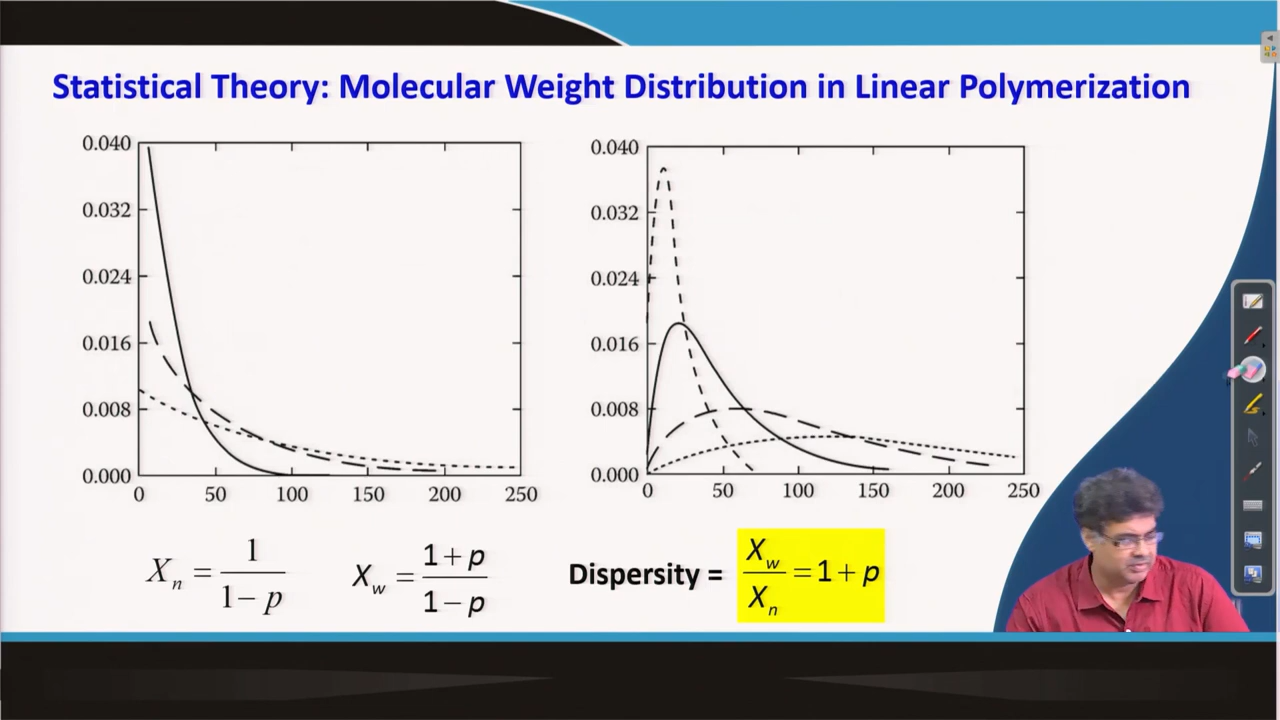 Statistical Theory: Molecular Weight Distribution in Linear Polymerization
0.040
0.032
0.024
0.016
0.008
0.000
0 50 100 150 200 250
0.040
0.032
0.024
0.016
0.008
0.000
0 50 100 150 200 250
X_n = 1 / (1 − p)
X_w = (1 + p) / (1 − p)
Dispersity = X_w / X_n = 1 + p